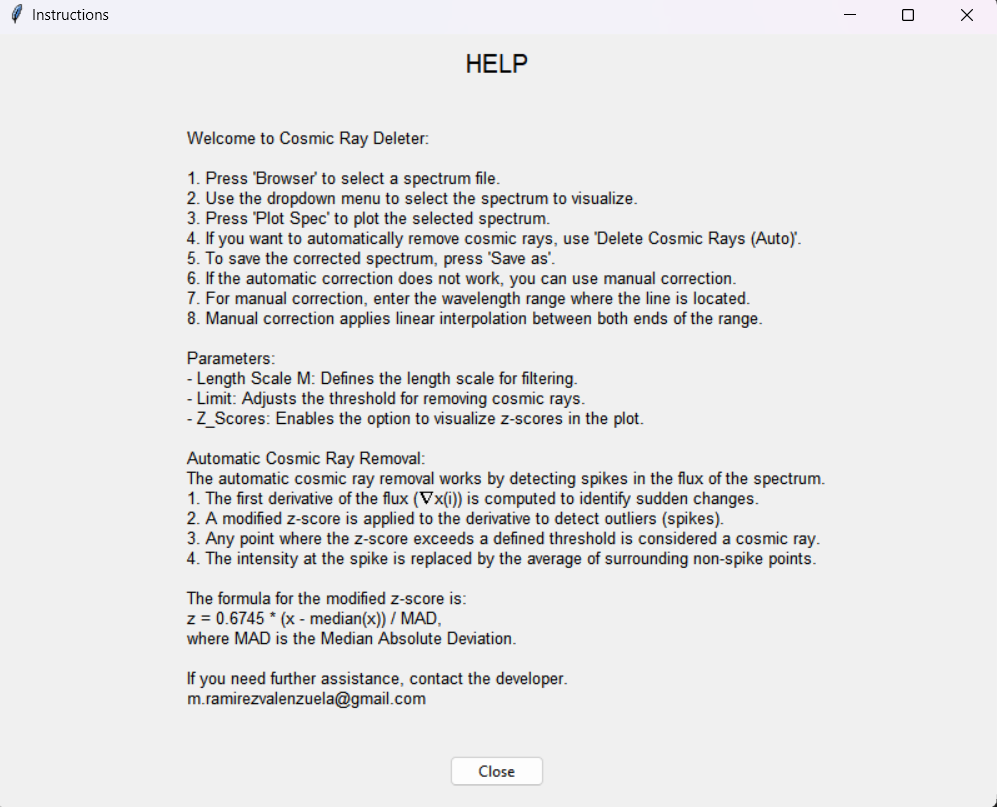 Instructions
HELP
Welcome to Cosmic Ray Deleter:
1. Press 'Browser' to select a spectrum file.
2. Use the dropdown menu to select the spectrum to visualize.
3. Press 'Plot Spec' to plot the selected spectrum.
4. If you want to automatically remove cosmic rays, use 'Delete Cosmic Rays (Auto)'.
5. To save the corrected spectrum, press 'Save as'.
6. If the automatic correction does not work, you can use manual correction.
7. For manual correction, enter the wavelength range where the line is located.
8. Manual correction applies linear interpolation between both ends of the range.
Parameters:
- Length Scale M: Defines the length scale for filtering.
- Limit: Adjusts the threshold for removing cosmic rays.
- Z_Scores: Enables the option to visualize z-scores in the plot.
Automatic Cosmic Ray Removal:
The automatic cosmic ray removal works by detecting spikes in the flux of the spectrum.
1. The first derivative of the flux (∇x(i)) is computed to identify sudden changes.
2. A modified z-score is applied to the derivative to detect outliers (spikes).
3. Any point where the z-score exceeds a defined threshold is considered a cosmic ray.
4. The intensity at the spike is replaced by the average of surrounding non-spike points.
The formula for the modified z-score is:
z = 0.6745 * (x - median(x)) / MAD,
where MAD is the Median Absolute Deviation.
If you need further assistance, contact the developer.
m.ramirezvalenzuela@gmail.com
Close